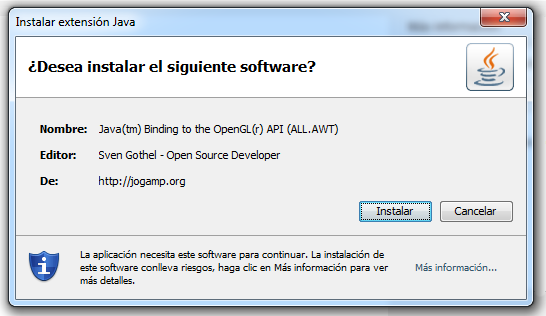 Instalar extensión Java
Más información
¿Desea instalar el siguiente software?
Nombre: Java(tm) Binding to the OpenGL(r) API (ALL.AWT)
Editor: Sven Gothel - Open Source Developer
De: http://jogamp.org
Instalar Cancelar
La aplicación necesita este software para continuar. La instalación de
este software conlleva riesgos, haga clic en Más información para ver
más detalles.
Más información...